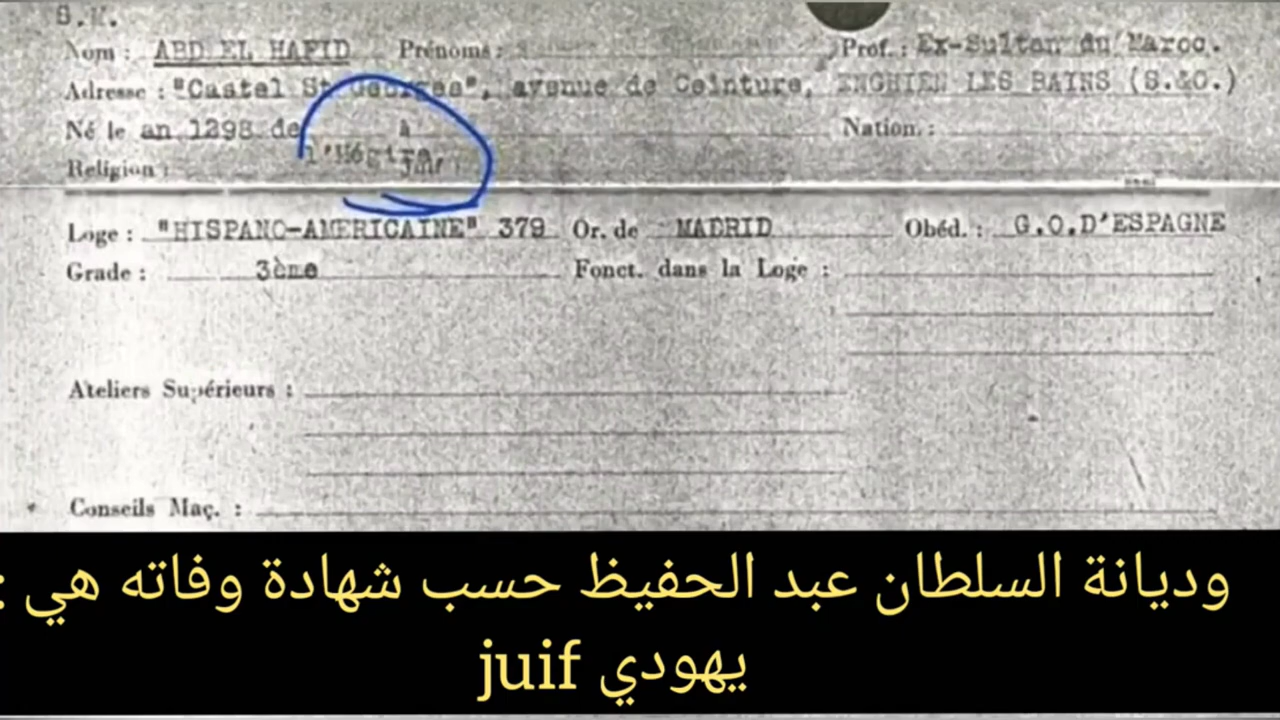 S.M.
Nom : ABD EL HAFID Prénoms : Prof. : Ex-Sultan du Maroc.
Adresse : "Castel St Georges", avenue de Ceinture, ENGHIEN LES BAINS (S.&O.)
Né le an 1298 de à Nation. :
Religion : l'Hégire
Loge : "HISPANO-AMERICAINE" 379 Or. de MADRID Obéd. : G.O.D'ESPAGNE
Grade : 3ème Fonct. dans la Loge :
Ateliers Supérieurs :
Conseils Maç. :
وديانة السلطان عبد الحفيظ حسب شهادة وفاته هي :
يهودي juif